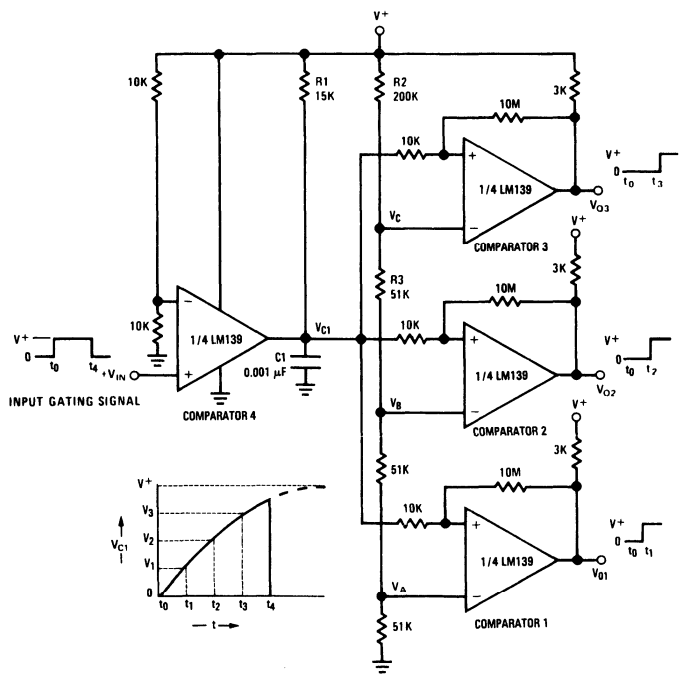 V+
10K
R1
15K
R2
200K
10M
3K
10K
+
1/4 LM139
−
V+
0
t0
t3
VO3
VC
COMPARATOR 3
V+
3K
R3
51K
10M
10K
−
10K
1/4 LM139
VC1
C1
0.001 μF
+
1/4 LM139
−
V+
0
t0
t2
VO2
V+
0
t0
t4
+VIN
+
INPUT GATING SIGNAL
COMPARATOR 4
VB
COMPARATOR 2
V+
3K
51K
10M
10K
+
1/4 LM139
−
V+
0
t0
t1
VO1
VA
COMPARATOR 1
51K
V+
V3
V2
V1
0
VC1
t0
t1
t2
t3
t4
t